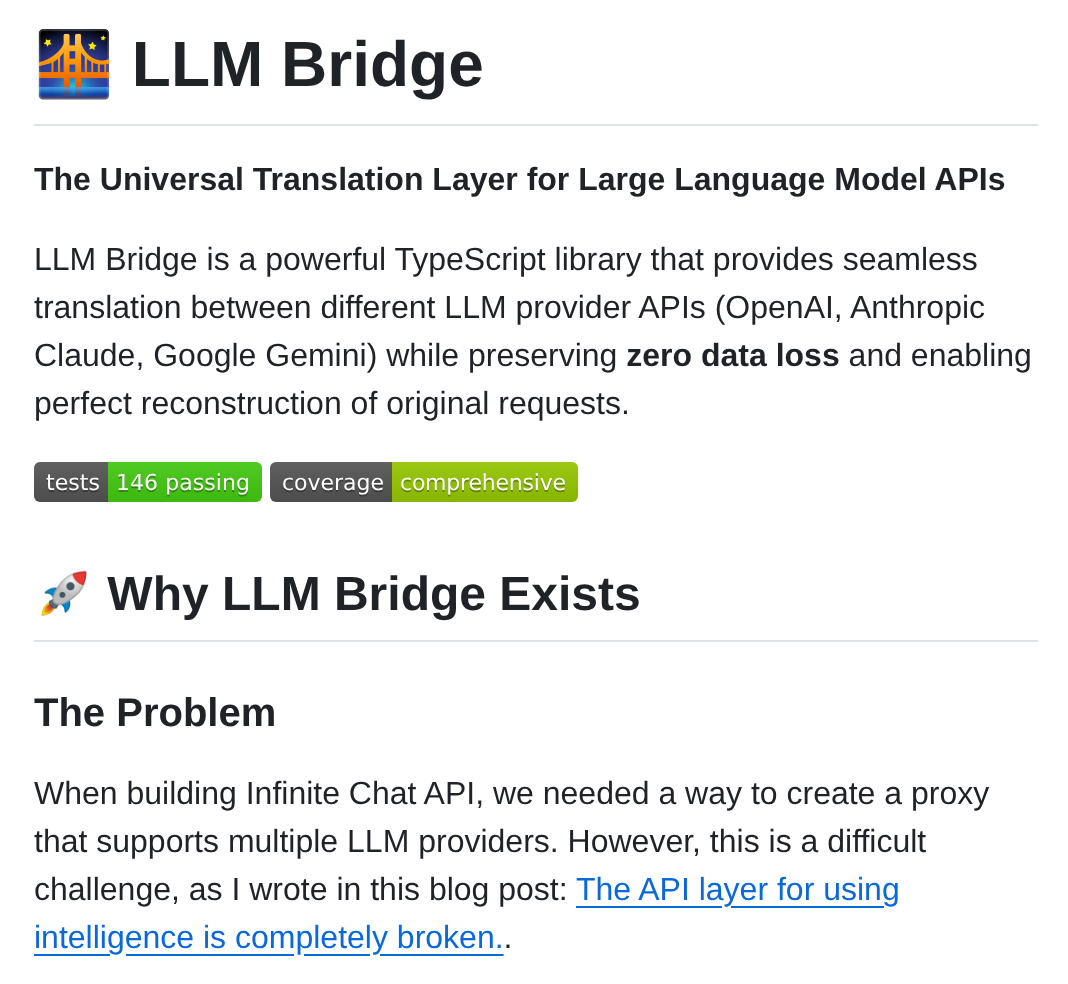 LLM Bridge
The Universal Translation Layer for Large Language Model APIs
LLM Bridge is a powerful TypeScript library that provides seamless
translation between different LLM provider APIs (OpenAI, Anthropic
Claude, Google Gemini) while preserving zero data loss and enabling
perfect reconstruction of original requests.
tests 146 passing coverage comprehensive
Why LLM Bridge Exists
The Problem
When building Infinite Chat API, we needed a way to create a proxy
that supports multiple LLM providers. However, this is a difficult
challenge, as I wrote in this blog post: The API layer for using
intelligence is completely broken..